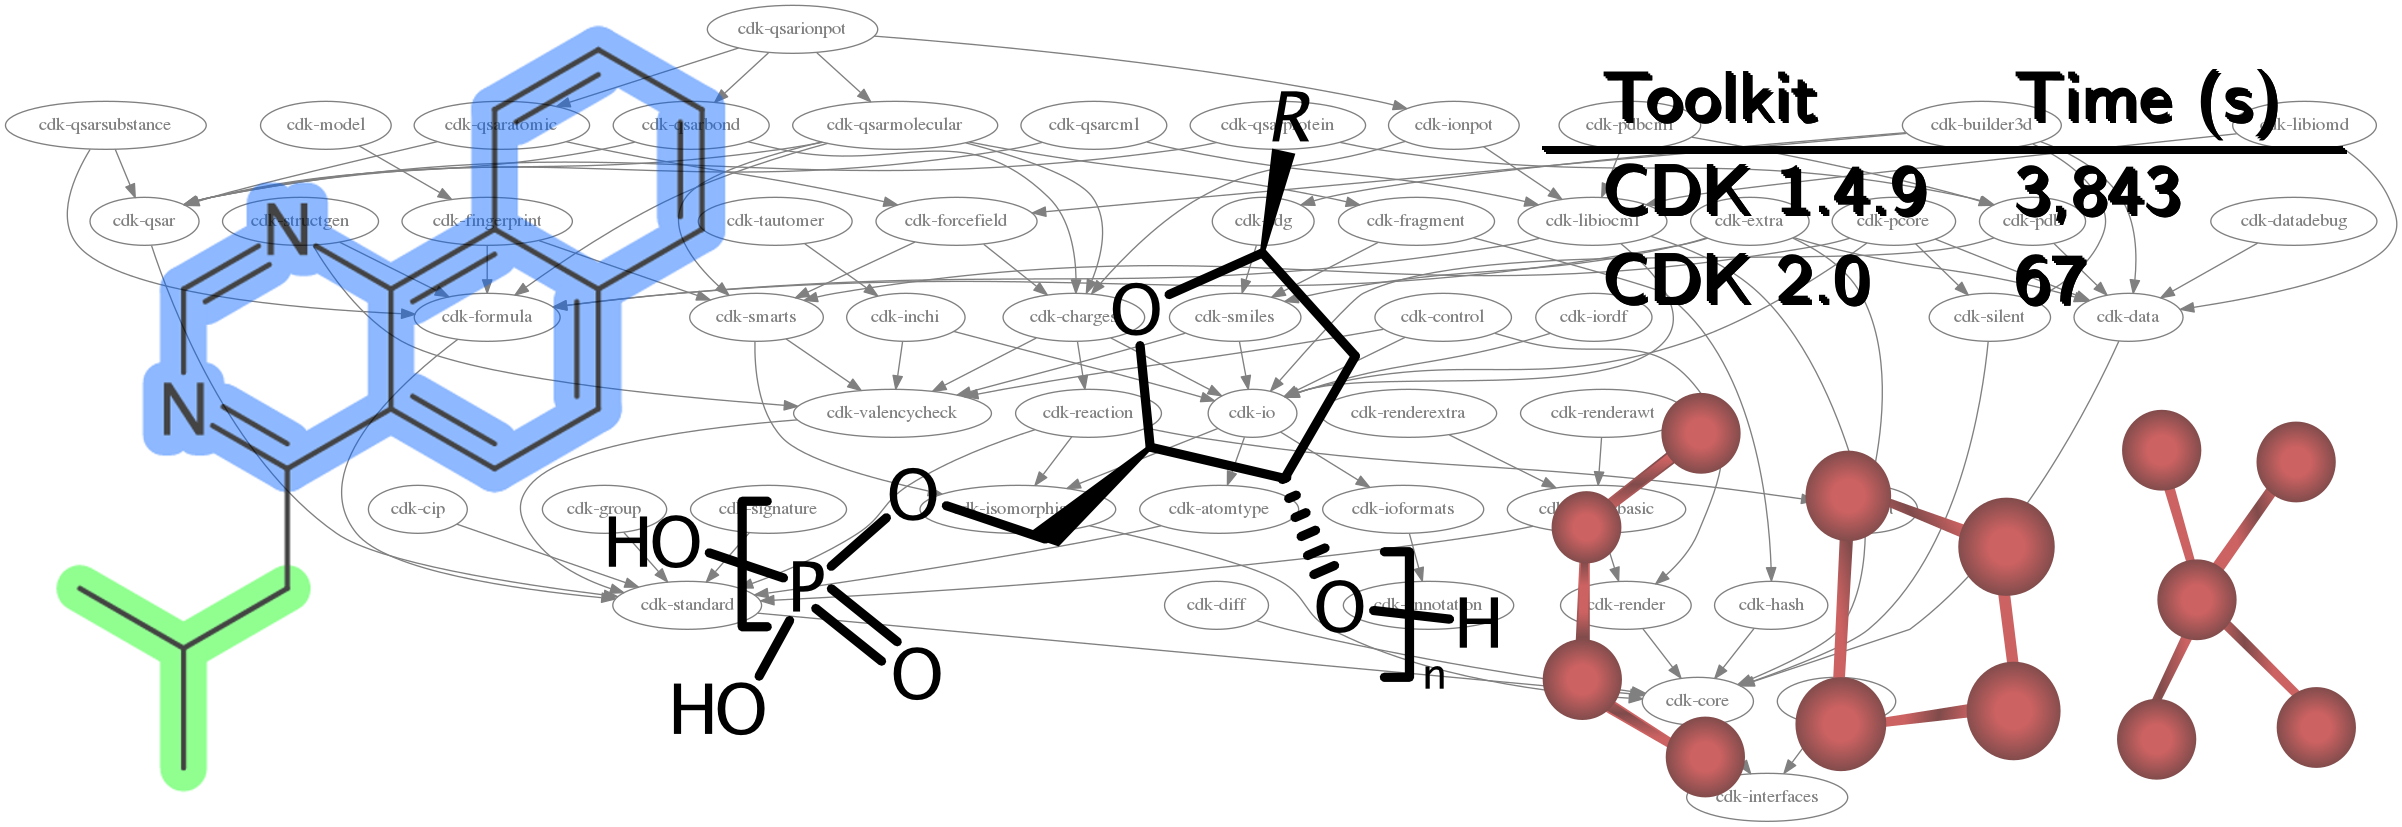 cdk-qsarionpot
Toolkit Time (s)
cdk-qsarsubstance cdk-model cdk-qsaratomic cdk-qsarbond cdk-qsarmolecular cdk-qsarcml cdk-qsarprotein cdk-ionpot cdk-pdbcml cdk-builder3d cdk-libiomd
R
CDK 1.4.9 3,843
cdk-qsar cdk-structgen cdk-fingerprint cdk-tautomer cdk-forcefield cdk-sdg cdk-fragment cdk-libiocml cdk-extra cdk-pcore cdk-pdb cdk-datadebug
N
CDK 2.0 67
O
cdk-formula cdk-smarts cdk-inchi cdk-charges cdk-smiles cdk-control cdk-iordf cdk-silent cdk-data
N
cdk-valencycheck cdk-reaction cdk-io cdk-renderextra cdk-renderawt
O
cdk-cip cdk-group cdk-signature cdk-isomorphism cdk-atomtype cdk-ioformats
HO
P
cdk-standard cdk-diff cdk-annotation cdk-render cdk-hash
O
H
O
n
HO
cdk-core
cdk-interfaces